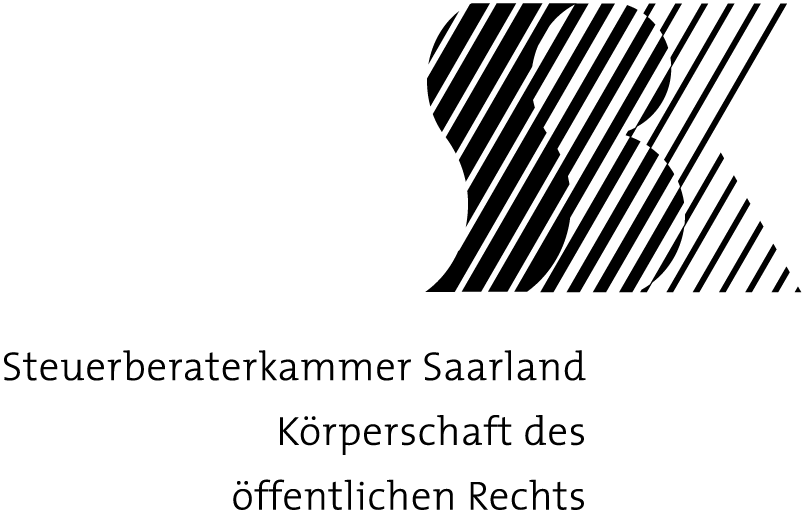 Steuerberaterkammer Saarland
Körperschaft des
öffentlichen Rechts